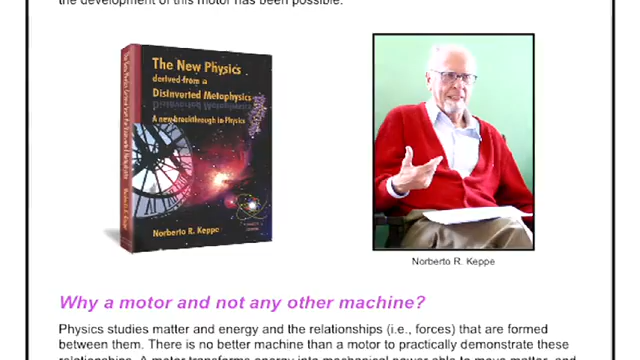 the development of this motor has been possible.
The New Physics
derived from a
Disinverted Metaphysics
A new breakthrough in Physics
Norberto R. Keppe
Norberto R. Keppe
Why a motor and not any other machine?
Physics studies matter and energy and the relationships (i.e., forces) that are formed
between them. There is no better machine than a motor to practically demonstrate these
relationships. A motor transforms energy into mechanical power able to move matter, and